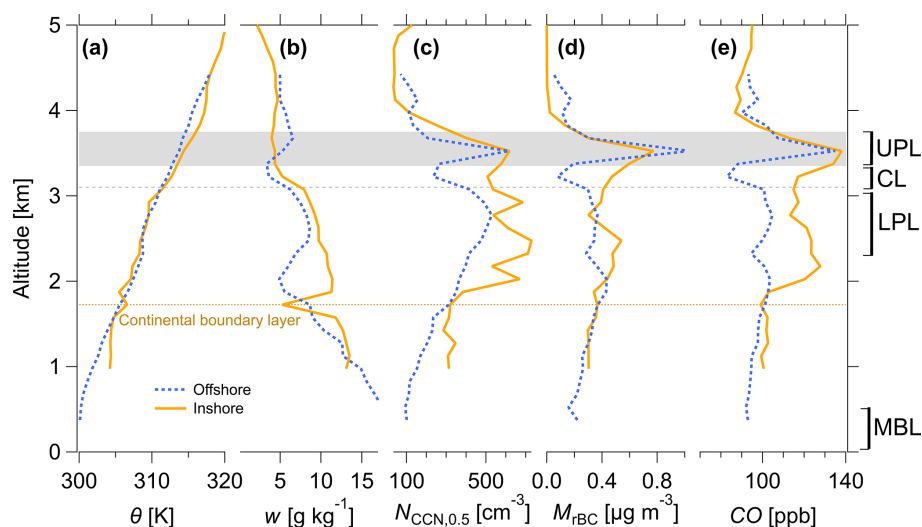 (a) (b) (c) (d) (e)
5
4
3
2
1
0
Altitude [km]
UPL
CL
LPL
MBL
Continental boundary layer
Offshore
Inshore
300 310 320 5 10 15 100 500 0.0 0.4 0.8 100 140
θ [K] w [g kg⁻¹] N_CCN,0.5 [cm⁻³] M_rBC [µg m⁻³] CO [ppb]